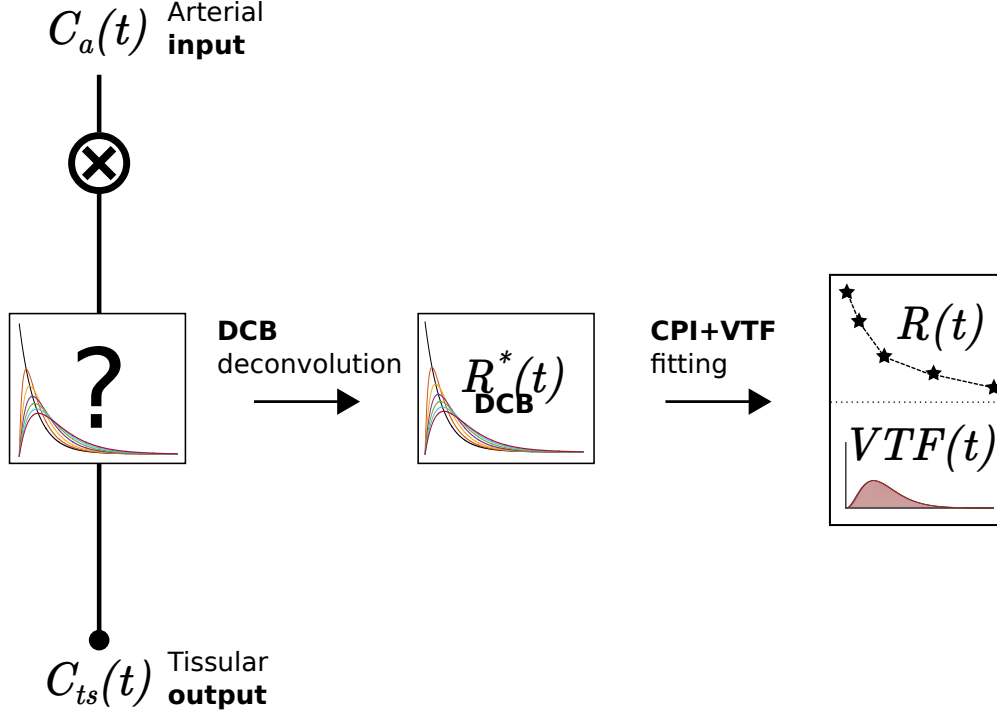 C_a(t) Arterial
input
?
DCB
deconvolution
R^*(t)
DCB
CPI+VTF
fitting
R(t)
VTF(t)
C_ts(t) Tissular
output